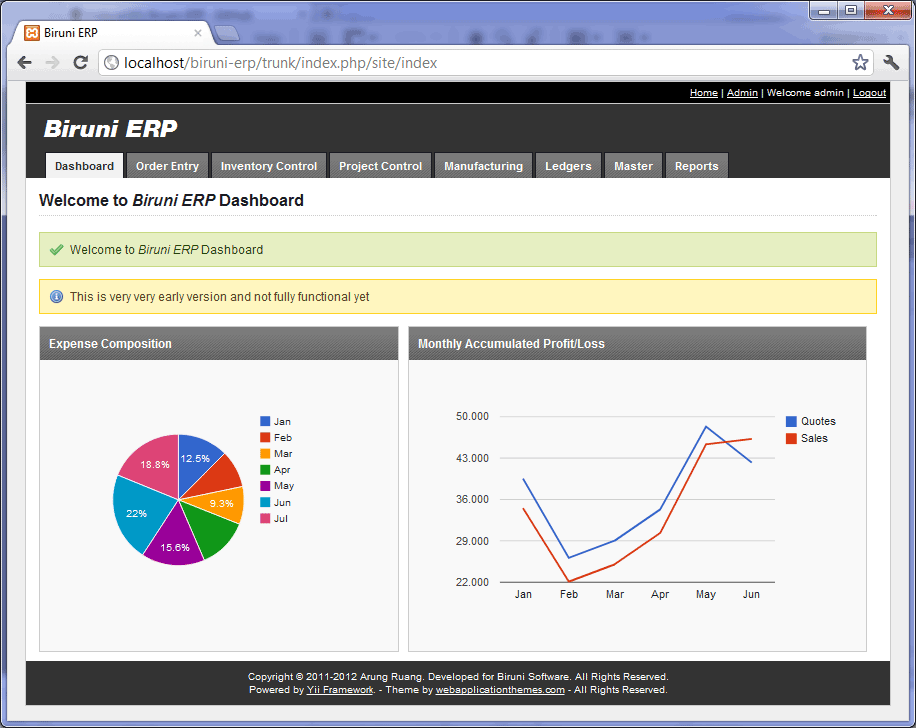 Biruni ERP
localhost/biruni-erp/trunk/index.php/site/index
Home | Admin | Welcome admin | Logout
Biruni ERP
Dashboard Order Entry Inventory Control Project Control Manufacturing Ledgers Master Reports
Welcome to Biruni ERP Dashboard
Welcome to Biruni ERP Dashboard
This is very very early version and not fully functional yet
Expense Composition
12.5%
9.3%
15.6%
22%
18.8%
Jan
Feb
Mar
Apr
May
Jun
Jul
Monthly Accumulated Profit/Loss
50.000
43.000
36.000
29.000
22.000
Jan Feb Mar Apr May Jun
Quotes
Sales
Copyright © 2011-2012 Arung Ruang. Developed for Biruni Software. All Rights Reserved.
Powered by Yii Framework. - Theme by webapplicationthemes.com - All Rights Reserved.